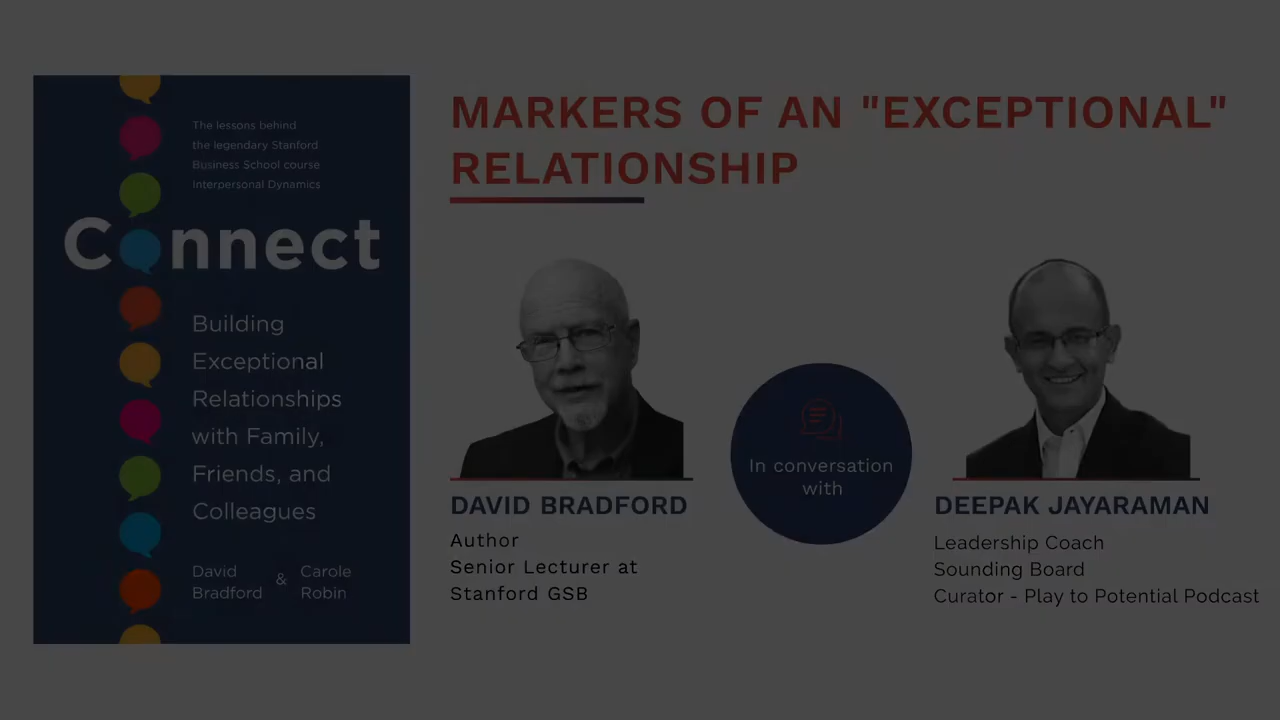 The lessons behind
the legendary Stanford
Business School course
Interpersonal Dynamics
Connect
Building
Exceptional
Relationships
with Family,
Friends, and
Colleagues
David
Bradford
&
Carole
Robin
MARKERS OF AN "EXCEPTIONAL"
RELATIONSHIP
DAVID BRADFORD
Author
Senior Lecturer at
Stanford GSB
In conversation
with
DEEPAK JAYARAMAN
Leadership Coach
Sounding Board
Curator - Play to Potential Podcast